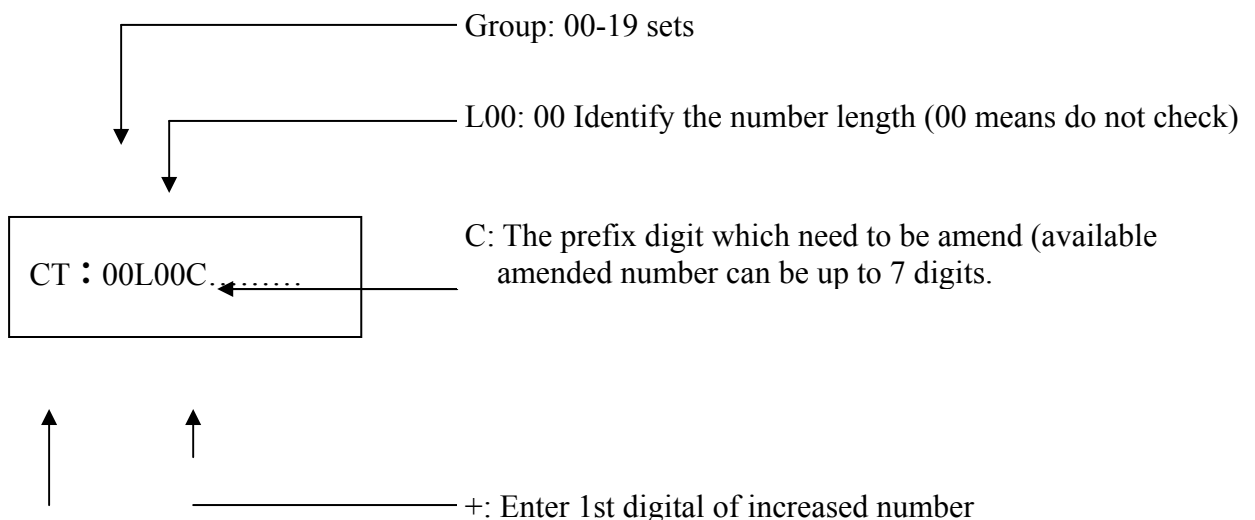 Group: 00-19 sets
L00: 00 Identify the number length (00 means do not check)
C: The prefix digit which need to be amend (available
amended number can be up to 7 digits.
CT：00L00C………
+: Enter 1st digital of increased number